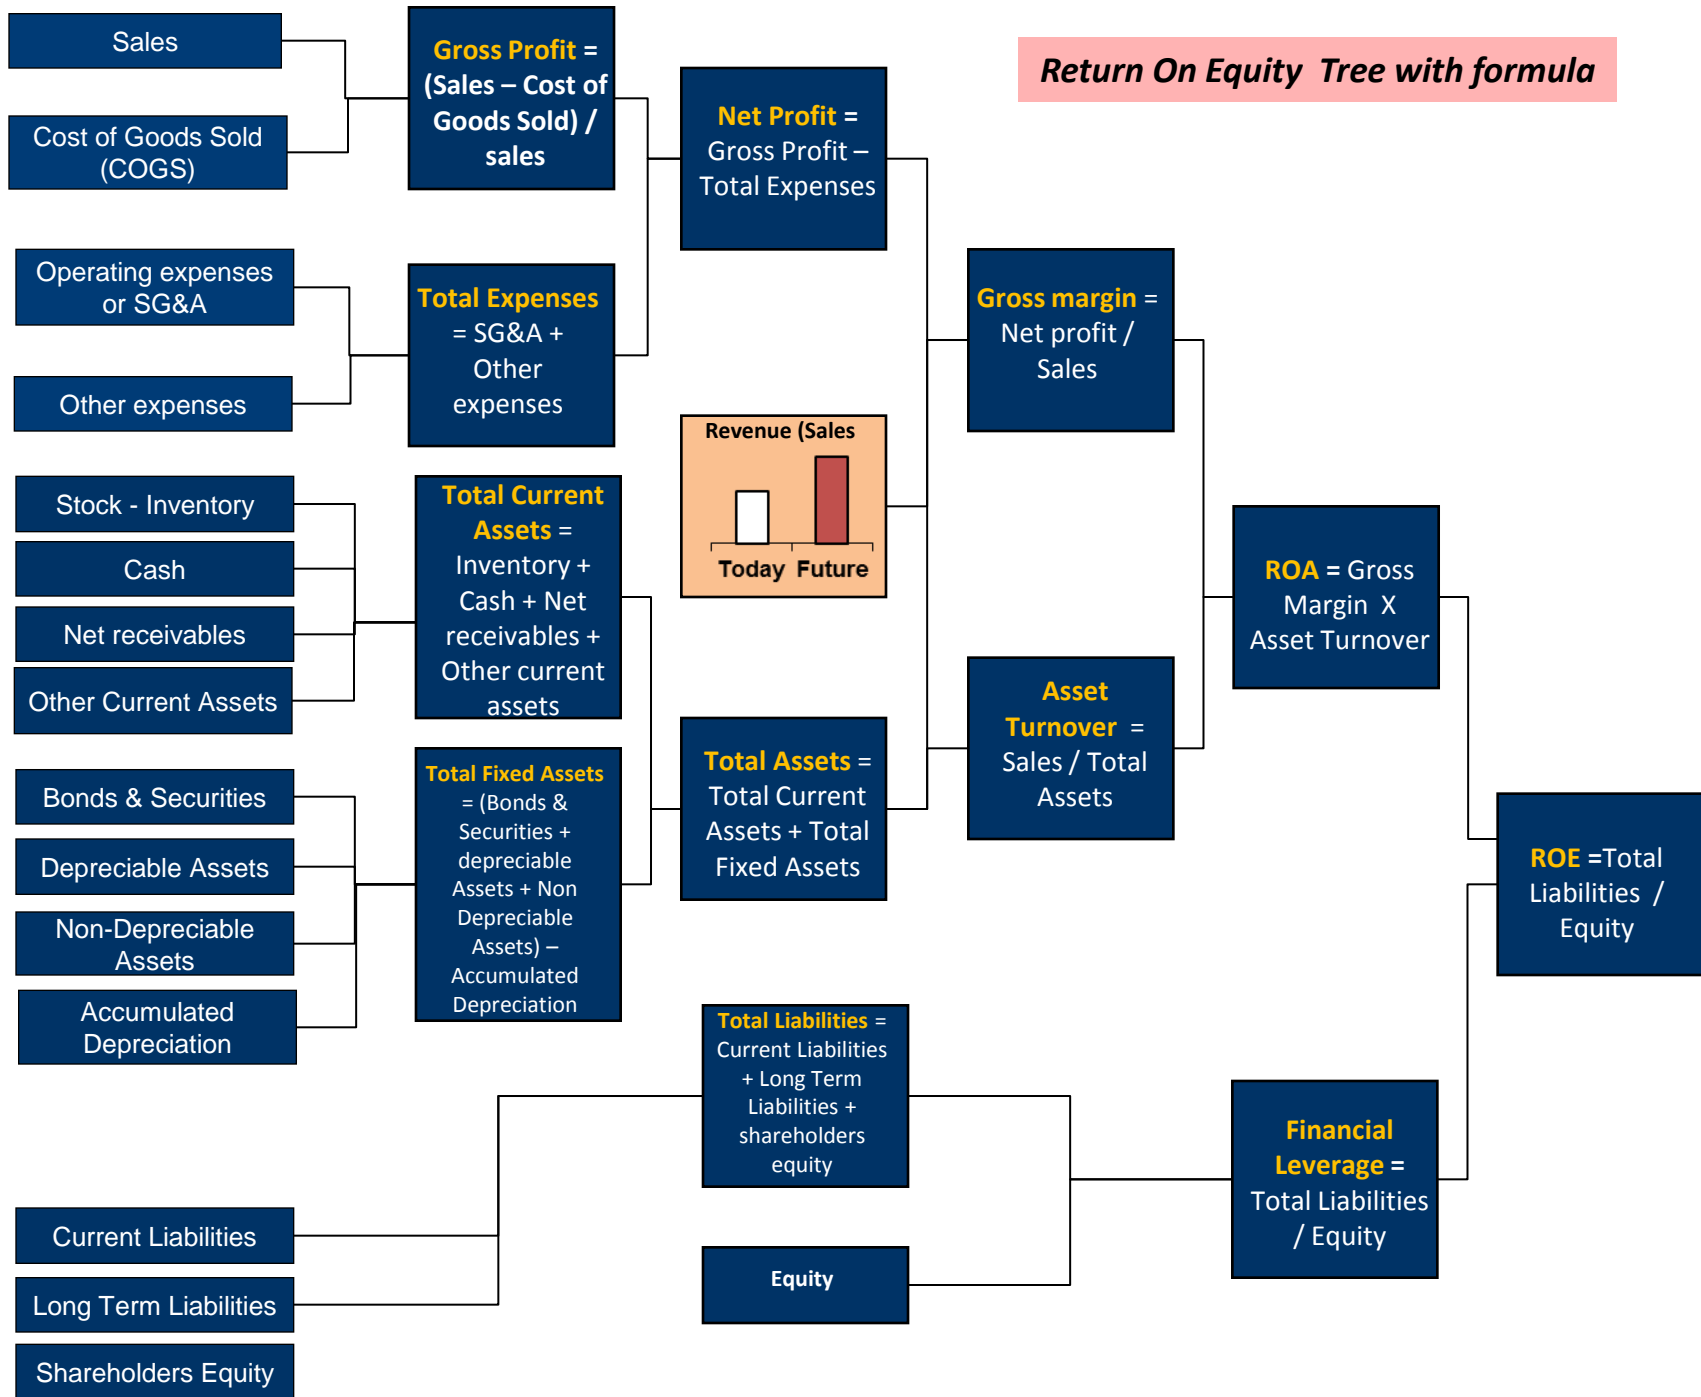 Return On Equity  Tree with formula
Sales
Cost of Goods Sold
(COGS)
Operating expenses
or SG&A
Other expenses
Stock - Inventory
Cash
Net receivables
Other Current Assets
Bonds & Securities
Depreciable Assets
Non-Depreciable
Assets
Accumulated
Depreciation
Current Liabilities
Long Term Liabilities
Shareholders Equity
Gross Profit =
(Sales – Cost of
Goods Sold) /
sales
Total Expenses
= SG&A +
Other
expenses
Total Current
Assets =
Inventory +
Cash + Net
receivables +
Other current
assets
Total Fixed Assets
= (Bonds &
Securities +
depreciable
Assets + Non
Depreciable
Assets) –
Accumulated
Depreciation
Net Profit =
Gross Profit –
Total Expenses
Revenue (Sales
Today Future
Total Assets =
Total Current
Assets + Total
Fixed Assets
Total Liabilities =
Current Liabilities
+ Long Term
Liabilities +
shareholders
equity
Equity
Gross margin =
Net profit /
Sales
Asset
Turnover =
Sales / Total
Assets
ROA = Gross
Margin X
Asset Turnover
Financial
Leverage =
Total Liabilities
/ Equity
ROE =Total
Liabilities /
Equity